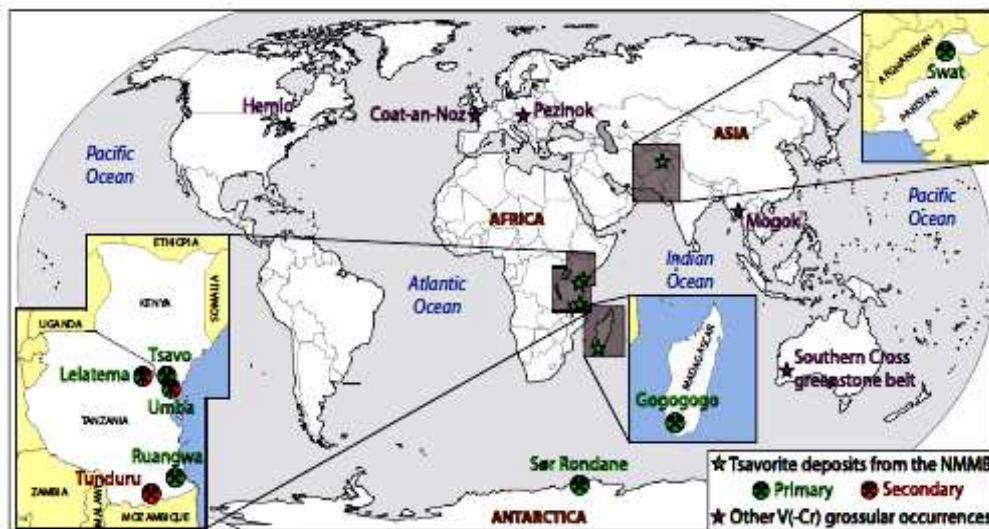 AFGHANISTAN
Swat
PAKISTAN
INDIA
Hemlo
Coat-an-Noz
Pezinok
ASIA
Pacific
Ocean
Pacific
Ocean
AFRICA
Mogok
ETHIOPIA
Atlantic
Ocean
Indian
Ocean
KENYA
SOMALIA
UGANDA
Tsavo
Lelatema
Umba
MADAGASCAR
Southern Cross
greenstone belt
TANZANIA
Gogogogo
Ruangwa
Tunduru
Sør Rondane
Tsavorite deposits from the NMMB
ZAMBIA
MALAWI
Primary
Secondary
MOZAMBIQUE
ANTARCTICA
Other V(-Cr) grossular occurrences